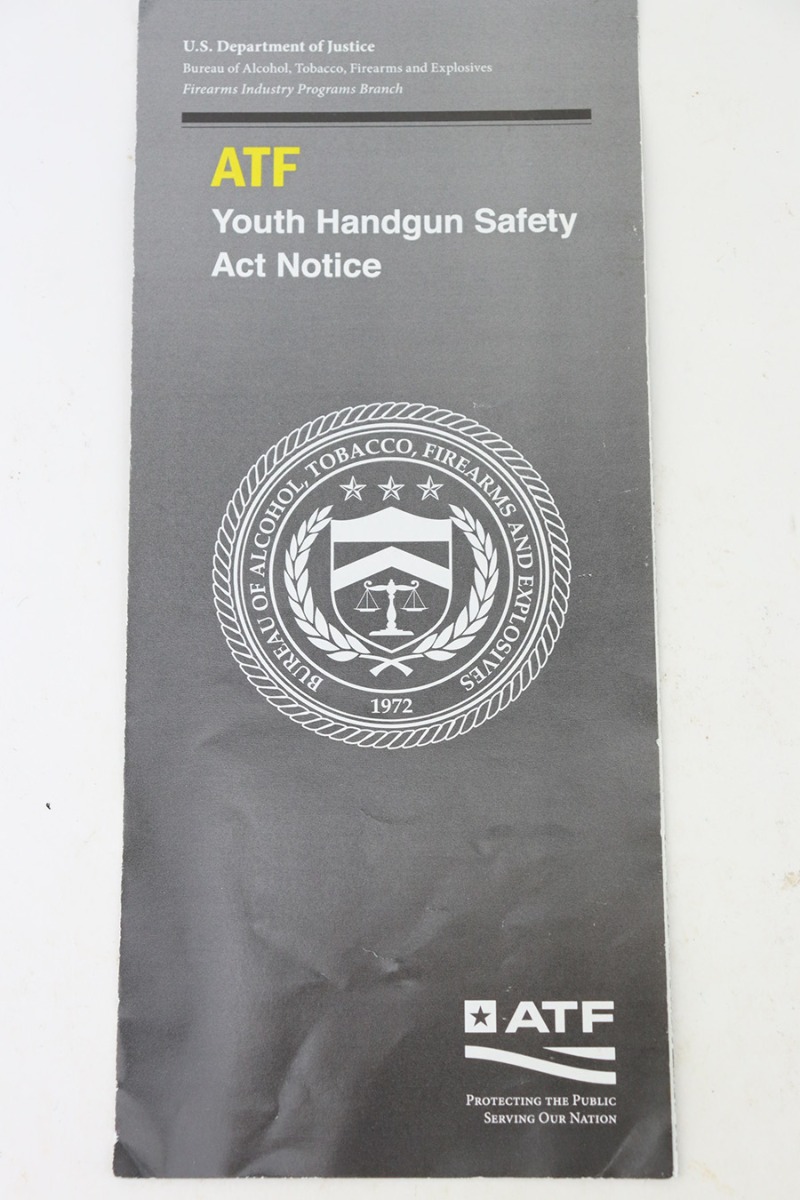 U.S. Department of Justice
Bureau of Alcohol, Tobacco, Firearms and Explosives
Firearms Industry Programs Branch
ATF
Youth Handgun Safety
Act Notice
BUREAU OF ALCOHOL, TOBACCO, FIREARMS AND EXPLOSIVES
1972
ATF
PROTECTING THE PUBLIC
SERVING OUR NATION